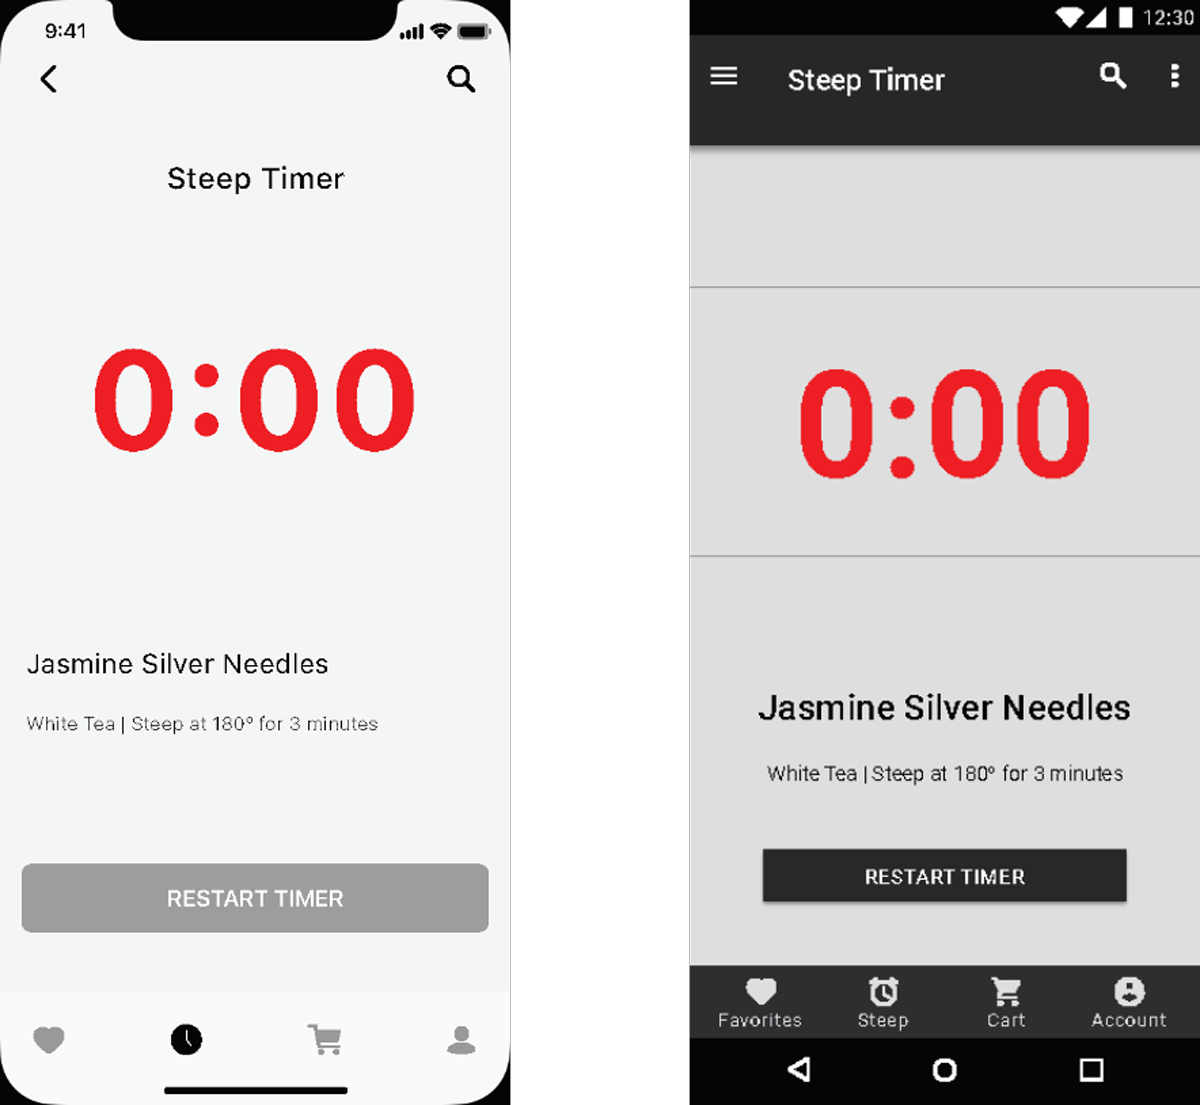 9:41
Steep Timer
0:00
Jasmine Silver Needles
White Tea | Steep at 180º for 3 minutes
RESTART TIMER
12:30
Steep Timer
0:00
Jasmine Silver Needles
White Tea | Steep at 180º for 3 minutes
RESTART TIMER
Favorites Steep Cart Account